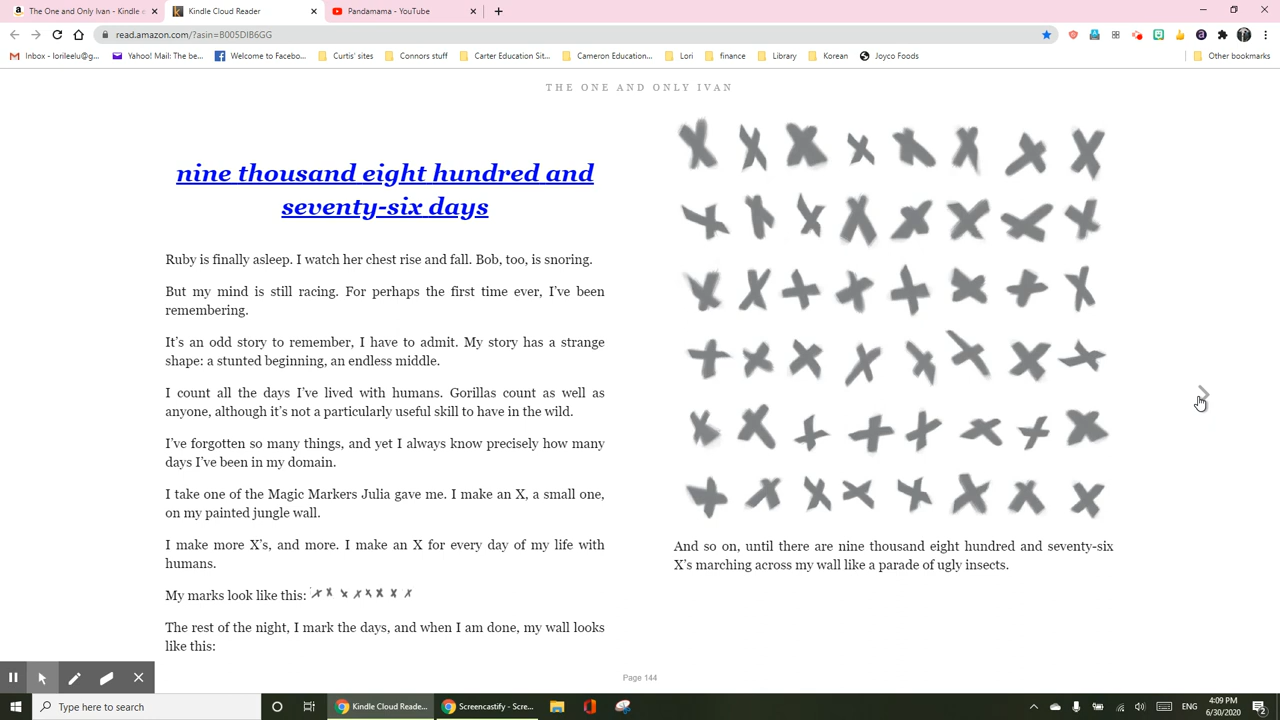 The One and Only Ivan - Kindle
Kindle Cloud Reader
Pandamama - YouTube
read.amazon.com/?asin=B005DIB6GG
Inbox - lorileelu@g...
Yahoo! Mail: The be...
Welcome to Facebo...
Curtis' sites
Connors stuff
Carter Education Sit...
Cameron Education...
Lori
finance
Library
Korean
Joyco Foods
Other bookmarks
THE ONE AND ONLY IVAN
nine thousand eight hundred and
seventy-six days
Ruby is finally asleep. I watch her chest rise and fall. Bob, too, is snoring.
But my mind is still racing. For perhaps the first time ever, I've been
remembering.
It's an odd story to remember, I have to admit. My story has a strange
shape: a stunted beginning, an endless middle.
I count all the days I've lived with humans. Gorillas count as well as
anyone, although it's not a particularly useful skill to have in the wild.
I've forgotten so many things, and yet I always know precisely how many
days I've been in my domain.
I take one of the Magic Markers Julia gave me. I make an X, a small one,
on my painted jungle wall.
I make more X's, and more. I make an X for every day of my life with
humans.
My marks look like this:
The rest of the night, I mark the days, and when I am done, my wall looks
like this:
And so on, until there are nine thousand eight hundred and seventy-six
X's marching across my wall like a parade of ugly insects.
Page 144
Type here to search
Kindle Cloud Reade...
Screencastify - Scre...
4:09 PM
6/30/2020